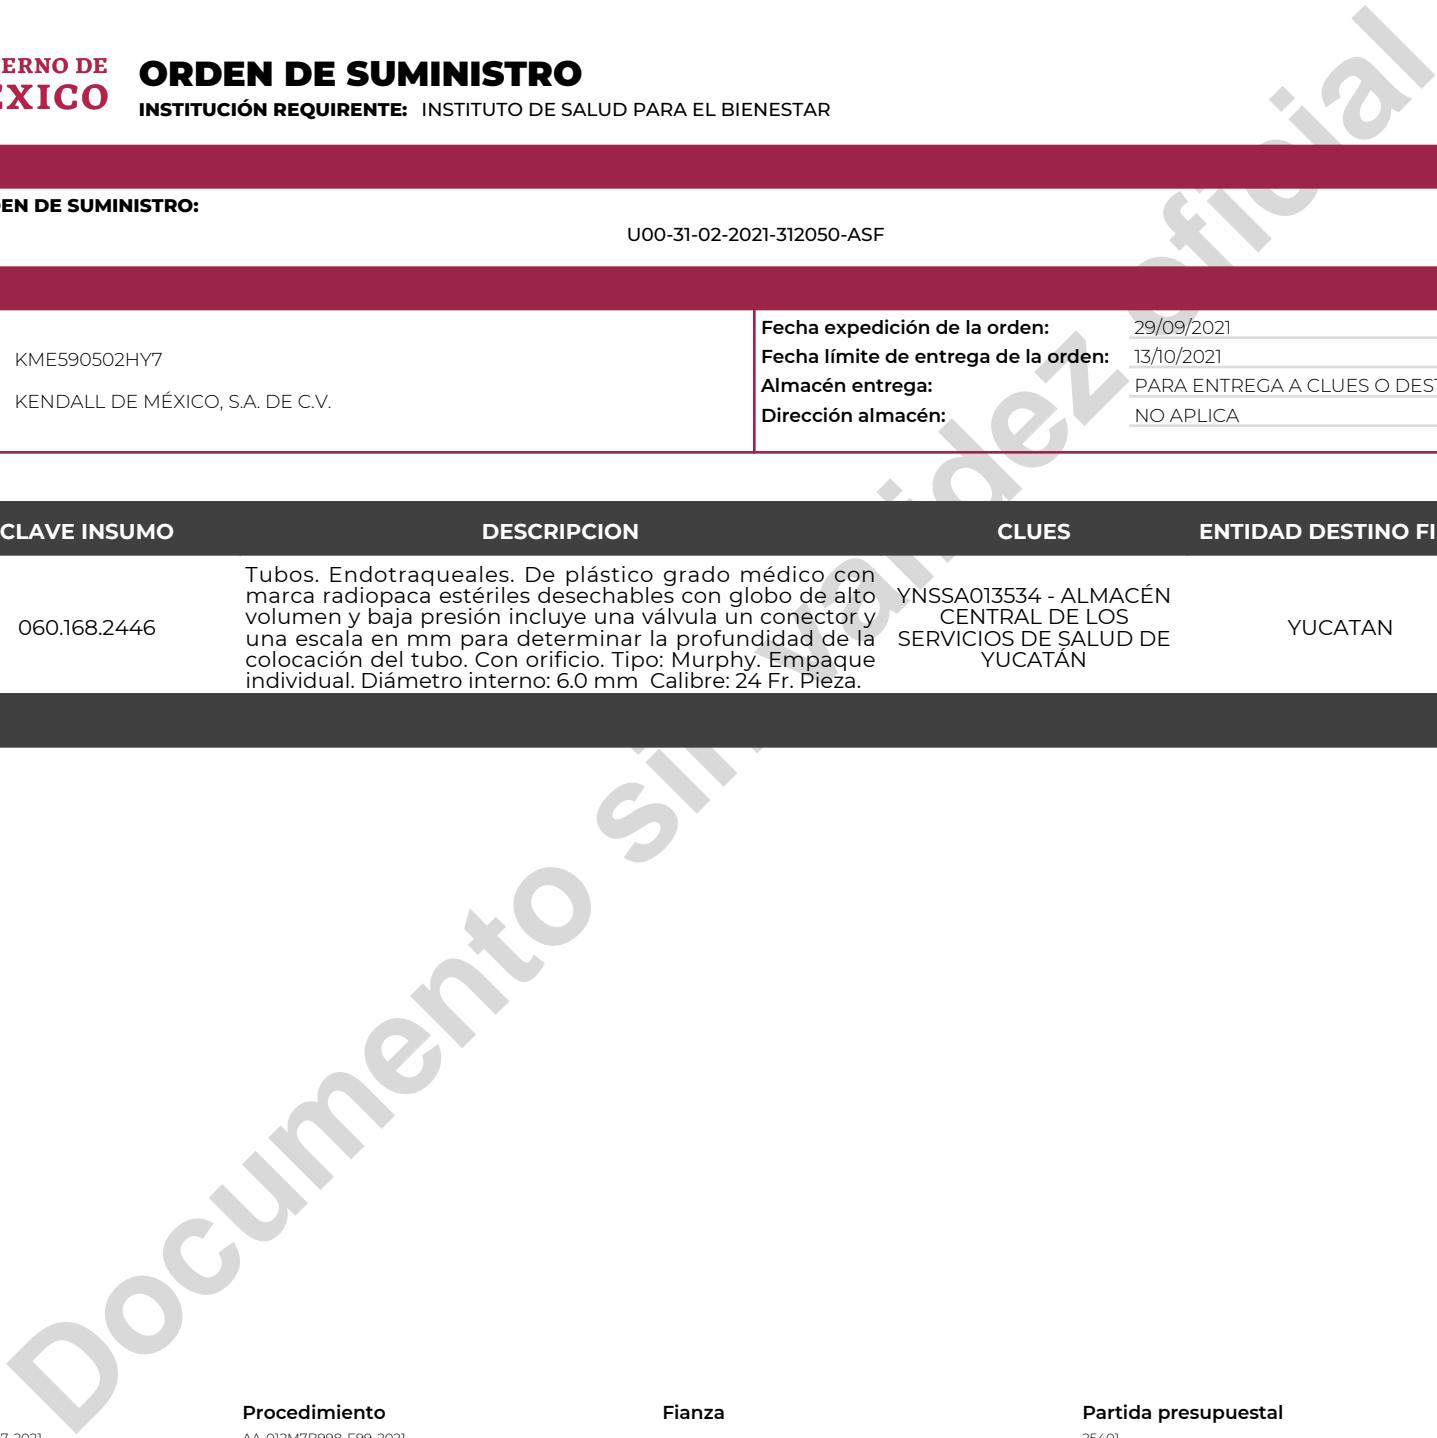 ERNO DE
ÉXICO
ORDEN DE SUMINISTRO
INSTITUCIÓN REQUIRENTE: INSTITUTO DE SALUD PARA EL BIENESTAR
EN DE SUMINISTRO:
U00-31-02-2021-312050-ASF
KME590502HY7
KENDALL DE MÉXICO, S.A. DE C.V.
Fecha expedición de la orden: 29/09/2021
Fecha límite de entrega de la orden: 13/10/2021
Almacén entrega: PARA ENTREGA A CLUES O DEST
Dirección almacén: NO APLICA
CLAVE INSUMO DESCRIPCION CLUES ENTIDAD DESTINO FI
060.168.2446
Tubos. Endotraqueales. De plástico grado médico con
marca radiopaca estériles desechables con globo de alto
volumen y baja presión incluye una válvula un conector y
una escala en mm para determinar la profundidad de la
colocación del tubo. Con orificio. Tipo: Murphy. Empaque
individual. Diámetro interno: 6.0 mm Calibre: 24 Fr. Pieza.
YNSSA013534 - ALMACÉN
CENTRAL DE LOS
SERVICIOS DE SALUD DE
YUCATÁN
YUCATAN
Documento sin validez oficial
Procedimiento Fianza Partida presupuestal